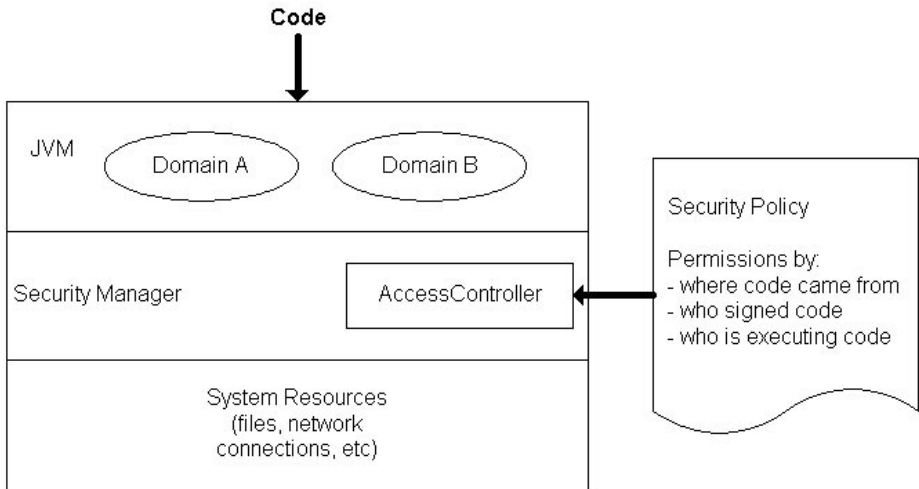 Code
JVM
Domain A
Domain B
Security Manager
AccessController
System Resources
(files, network
connections, etc)
Security Policy
Permissions by:
- where code came from
- who signed code
- who is executing code